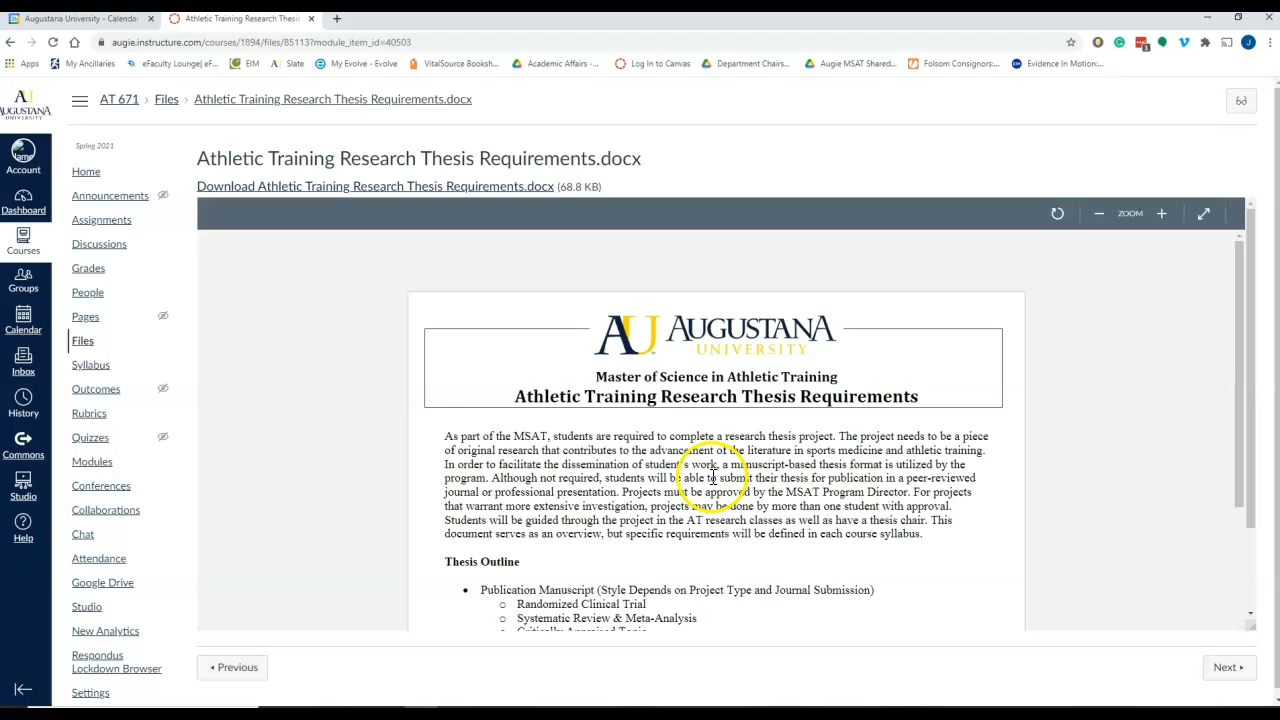 Augustana University - Calendar
Athletic Training Research Thesis
augie.instructure.com/courses/1894/files/85113?module_item_id=40503
Apps
My Ancillaries
eFaculty Lounge| eF...
EIM
Slate
My Evolve - Evolve
VitalSource Booksh...
Academic Affairs -...
Log In to Canvas
Department Chairs...
Augie MSAT Shared...
Folsom Consignors:...
Evidence In Motion:...
AU
AUGUSTANA
UNIVERSITY
AT 671 › Files › Athletic Training Research Thesis Requirements.docx
Account
Dashboard
Courses
Groups
Calendar
Inbox
History
Commons
Studio
Help
Spring 2021
Home
Announcements
Assignments
Discussions
Grades
People
Pages
Files
Syllabus
Outcomes
Rubrics
Quizzes
Modules
Conferences
Collaborations
Chat
Attendance
Google Drive
Studio
New Analytics
Respondus
Lockdown Browser
Settings
Athletic Training Research Thesis Requirements.docx
Download Athletic Training Research Thesis Requirements.docx (68.8 KB)
ZOOM
AU AUGUSTANA
UNIVERSITY
Master of Science in Athletic Training
Athletic Training Research Thesis Requirements
As part of the MSAT, students are required to complete a research thesis project. The project needs to be a piece
of original research that contributes to the advancement of the literature in sports medicine and athletic training.
In order to facilitate the dissemination of student's work, a manuscript-based thesis format is utilized by the
program. Although not required, students will be able to submit their thesis for publication in a peer-reviewed
journal or professional presentation. Projects must be approved by the MSAT Program Director. For projects
that warrant more extensive investigation, projects may be done by more than one student with approval.
Students will be guided through the project in the AT research classes as well as have a thesis chair. This
document serves as an overview, but specific requirements will be defined in each course syllabus.
Thesis Outline
• Publication Manuscript (Style Depends on Project Type and Journal Submission)
o Randomized Clinical Trial
o Systematic Review & Meta-Analysis
o Critically Appraised Topic
Previous
Next